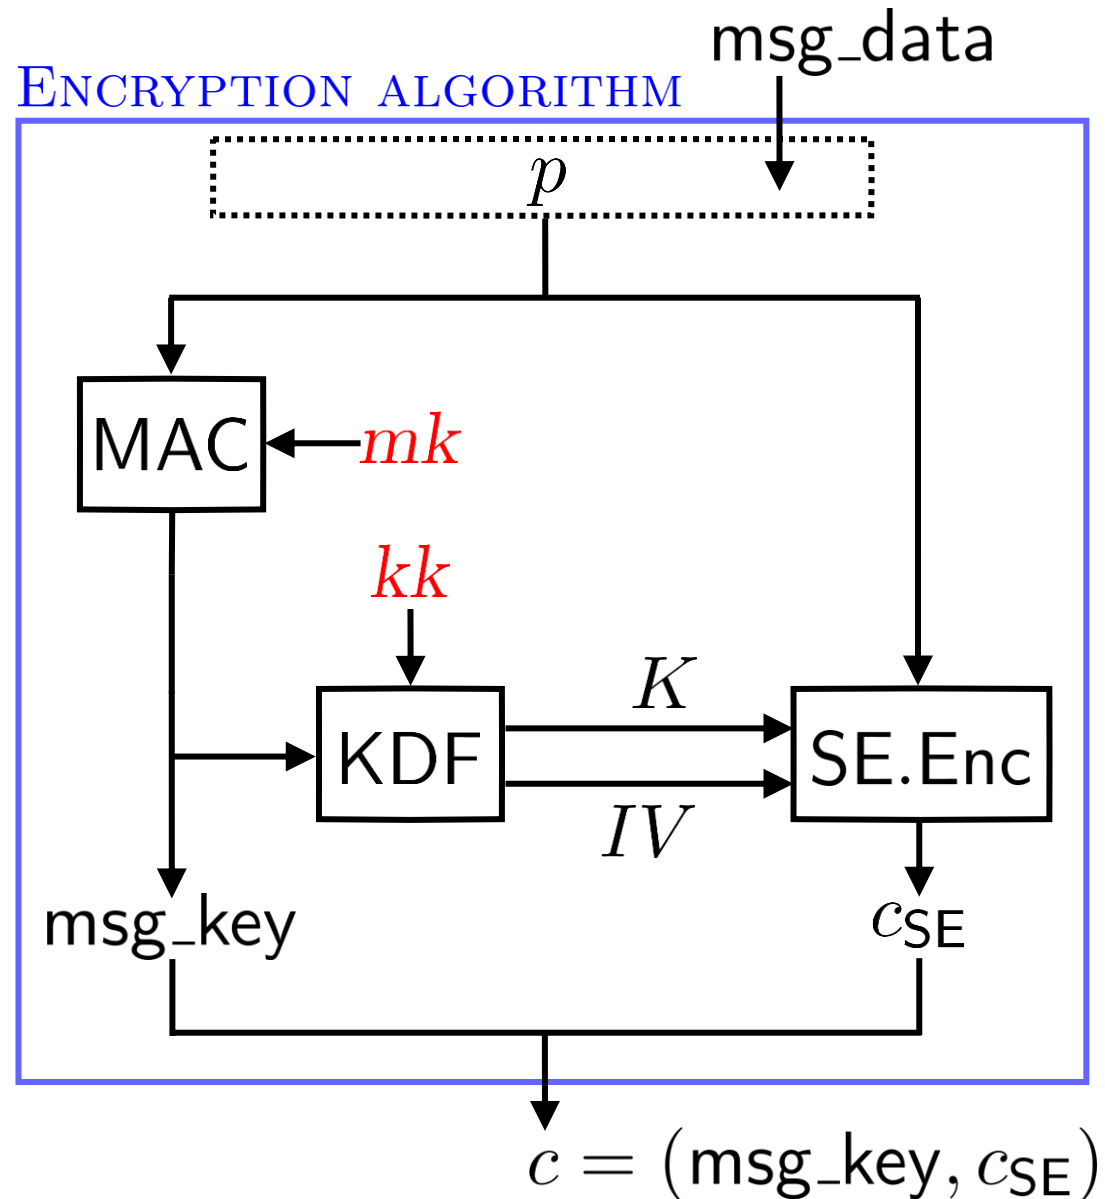 msg_data
ENCRYPTION ALGORITHM
p
MAC
mk
kk
K
KDF
SE.Enc
IV
msg_key
c_SE
c = (msg_key, c_SE)